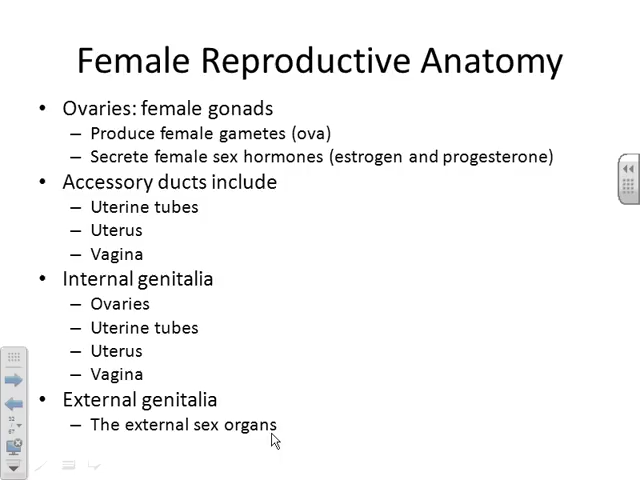 Female Reproductive Anatomy
• Ovaries: female gonads
– Produce female gametes (ova)
– Secrete female sex hormones (estrogen and progesterone)
• Accessory ducts include
– Uterine tubes
– Uterus
– Vagina
• Internal genitalia
– Ovaries
– Uterine tubes
– Uterus
– Vagina
• External genitalia
– The external sex organs